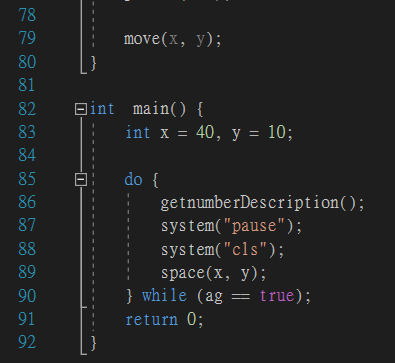 78
79 move(x, y);
80 }
81
82 int main() {
83 int x = 40, y = 10;
84
85 do {
86 getnumberDescription();
87 system("pause");
88 system("cls");
89 space(x, y);
90 } while (ag == true);
91 return 0;
92 }